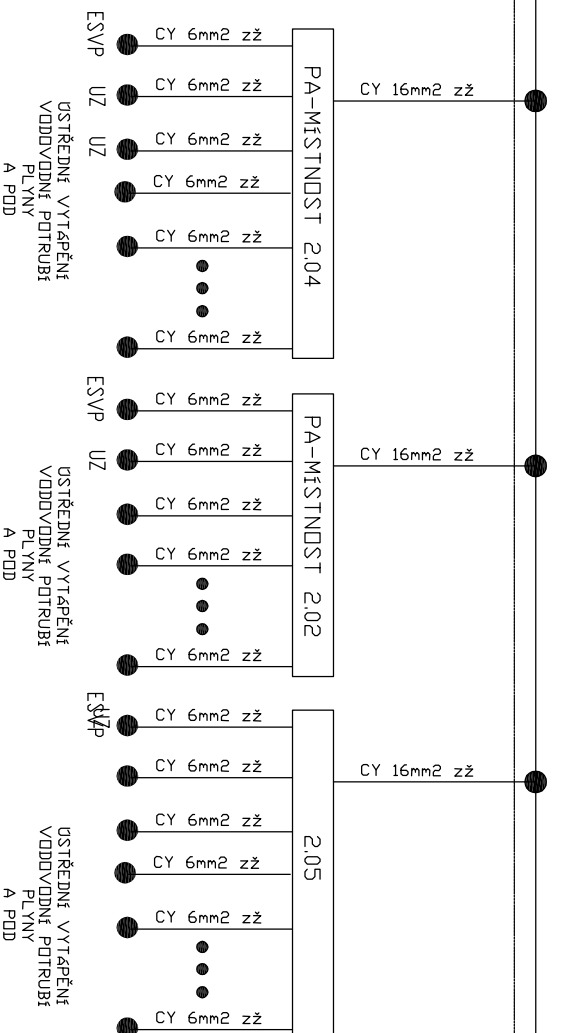 CY 16mm2 zž
PA-MÍSTNOST 2.04
CY 6mm2 zž
CY 6mm2 zž
CY 6mm2 zž
CY 6mm2 zž
CY 6mm2 zž
CY 6mm2 zž
ESVP
UZ
UZ
ÚSTŘEDNÍ VYTÁPĚNÍ
VODOVODNÍ POTRUBÍ
PLYNY
A POD
CY 16mm2 zž
PA-MÍSTNOST 2.02
CY 6mm2 zž
CY 6mm2 zž
CY 6mm2 zž
CY 6mm2 zž
CY 6mm2 zž
ESVP
UZ
ÚSTŘEDNÍ VYTÁPĚNÍ
VODOVODNÍ POTRUBÍ
PLYNY
A POD
CY 16mm2 zž
2.05
CY 6mm2 zž
CY 6mm2 zž
CY 6mm2 zž
CY 6mm2 zž
CY 6mm2 zž
CY 6mm2 zž
ESVP
UZ
ÚSTŘEDNÍ VYTÁPĚNÍ
VODOVODNÍ POTRUBÍ
PLYNY
A POD